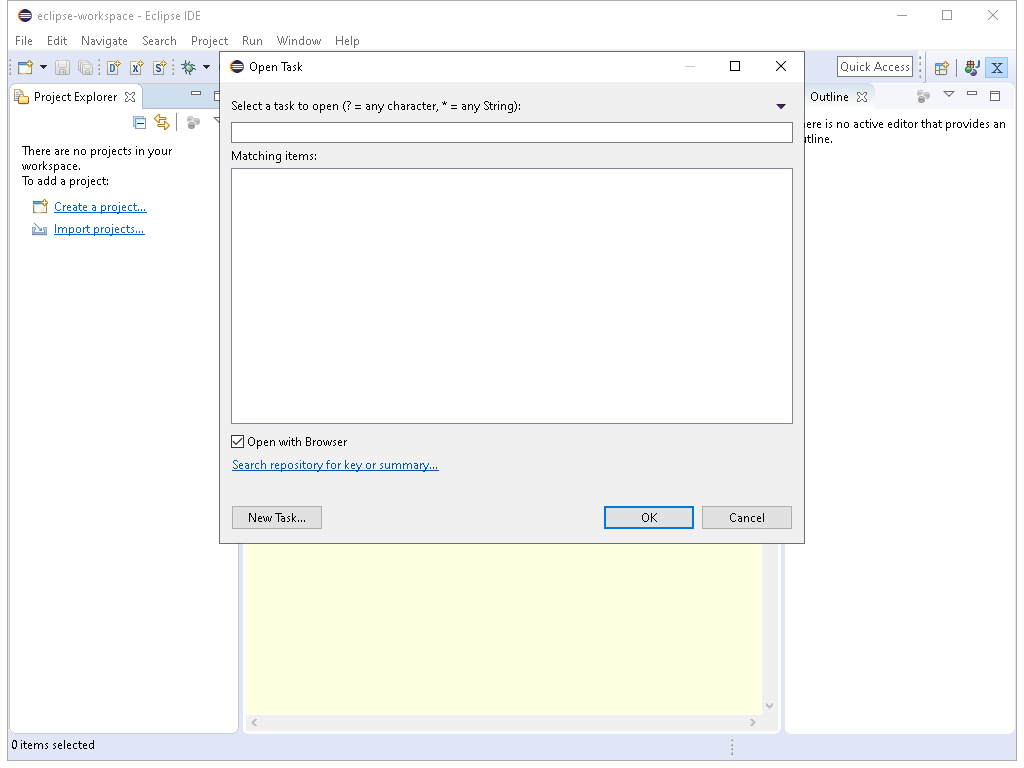 eclipse-workspace - Eclipse IDE
File Edit Navigate Search Project Run Window Help
Quick Access
Project Explorer
There are no projects in your
workspace.
To add a project:
Create a project...
Import projects...
Open Task
Select a task to open (? = any character, * = any String):
Matching items:
Open with Browser
Search repository for key or summary...
New Task...
OK
Cancel
Outline
is no active editor that provides an
0 items selected